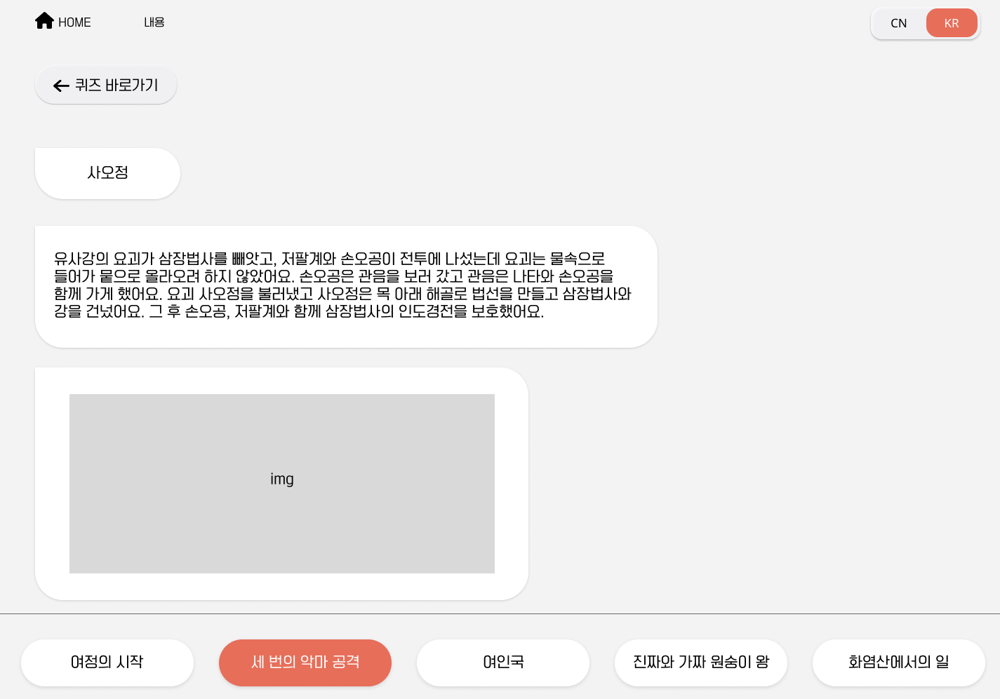 HOME
내용
CN
KR
퀴즈 바로가기
사오정
유사강의 요괴가 삼장법사를 빼앗고, 저팔계와 손오공이 전투에 나섰는데 요괴는 물속으로
들어가 뭍으로 올라오려 하지 않았어요. 손오공은 관음을 보러 갔고 관음은 나타와 손오공을
함께 가게 했어요. 요괴 사오정을 불러냈고 사오정은 목 아래 해골로 법선을 만들고 삼장법사와
강을 건넜어요. 그 후 손오공, 저팔계와 함께 삼장법사의 인도경전을 보호했어요.
img
여정의 시작
세 번의 악마 공격
여인국
진짜와 가짜 원숭이 왕
화염산에서의 일